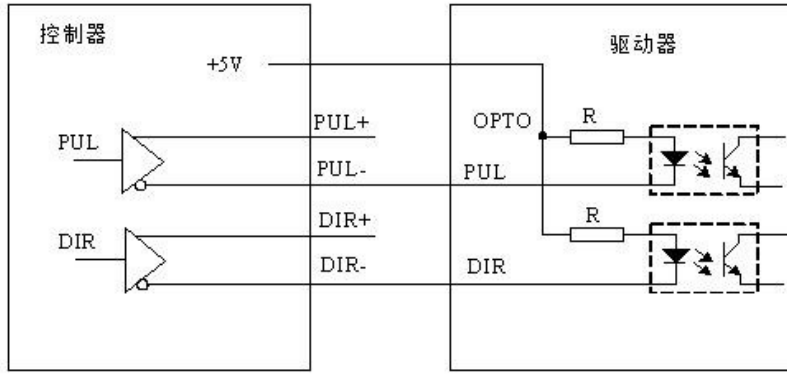 控制器
驱动器
+5V
PUL+
OPTO
R
PUL
PUL-
PUL
DIR+
R
DIR
DIR-
DIR